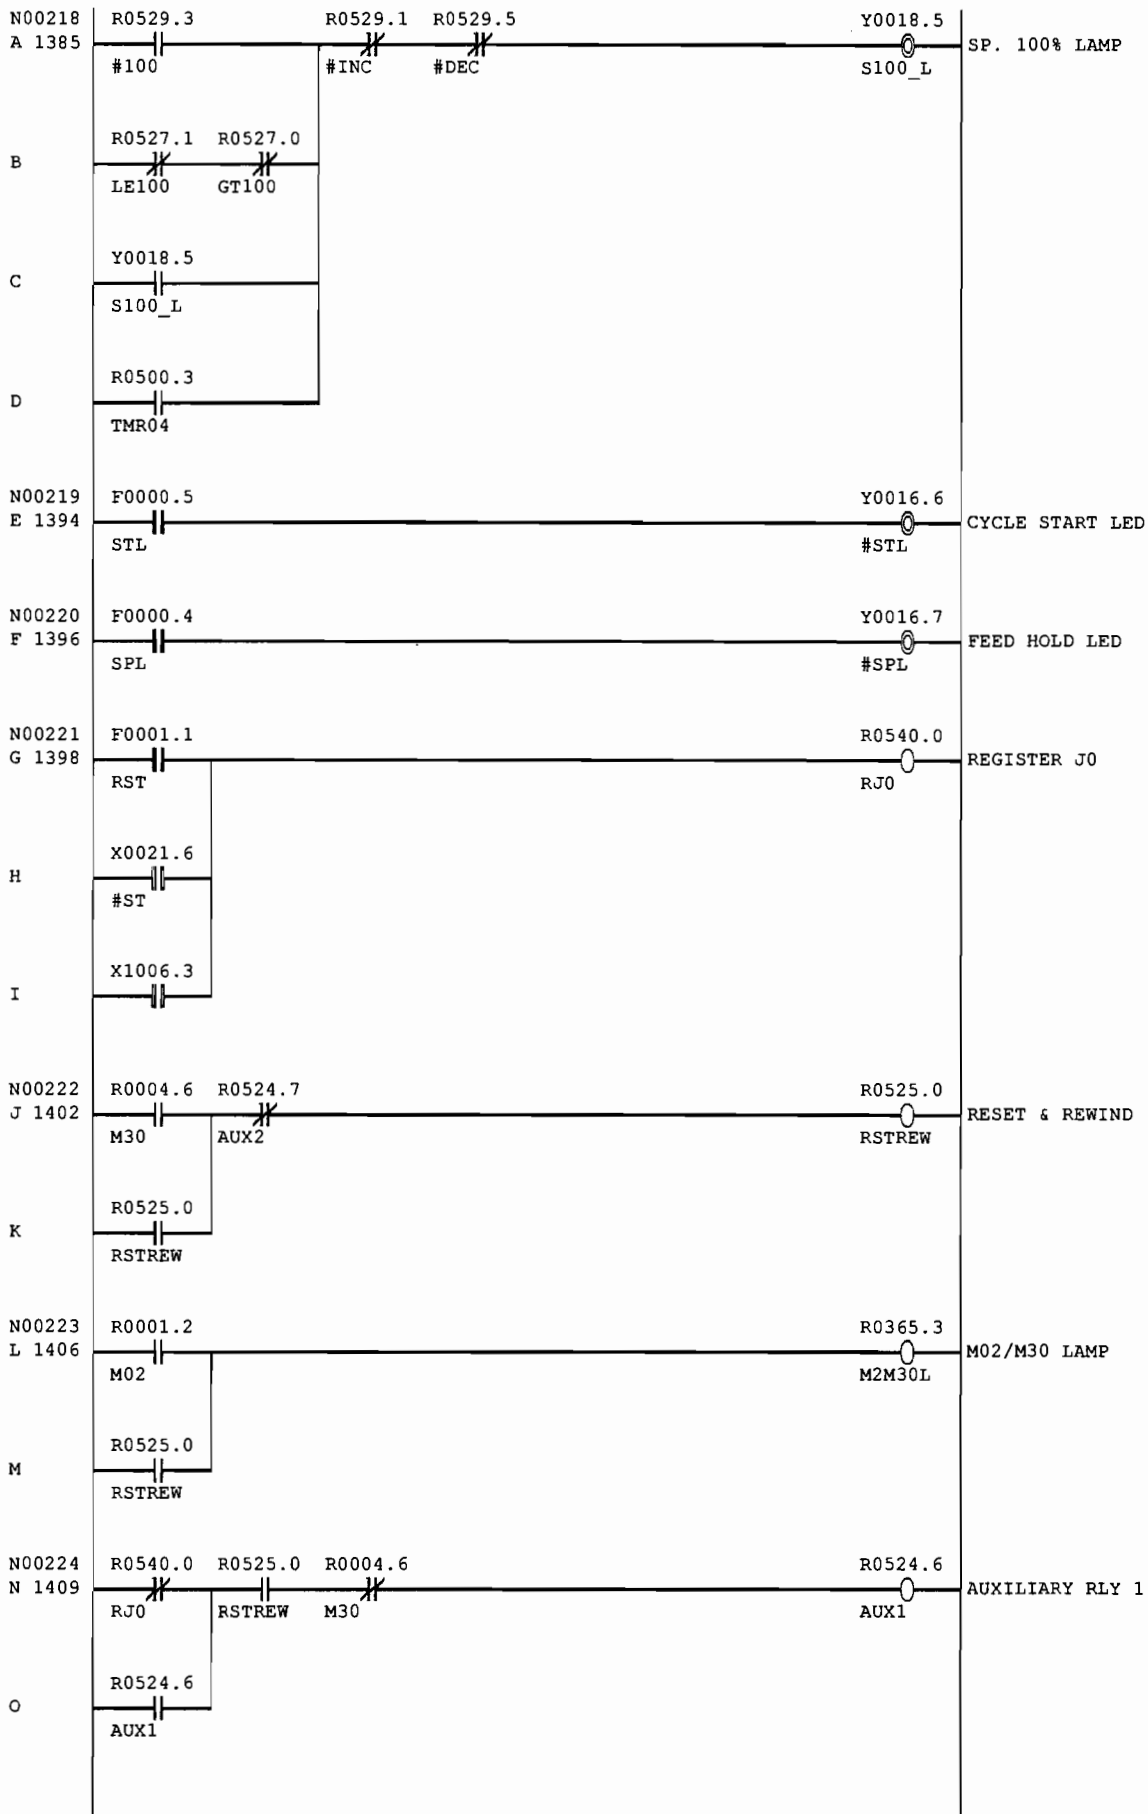 N00218 R0529.3 R0529.1 R0529.5 Y0018.5
A 1385 SP. 100% LAMP
#100 #INC #DEC S100_L
R0527.1 R0527.0
B
LE100 GT100
Y0018.5
C
S100_L
R0500.3
D
TMR04
N00219 F0000.5 Y0016.6
E 1394 CYCLE START LED
STL #STL
N00220 F0000.4 Y0016.7
F 1396 FEED HOLD LED
SPL #SPL
N00221 F0001.1 R0540.0
G 1398 REGISTER J0
RST RJ0
X0021.6
H
#ST
X1006.3
I
N00222 R0004.6 R0524.7 R0525.0
J 1402 RESET & REWIND
M30 AUX2 RSTREW
R0525.0
K
RSTREW
N00223 R0001.2 R0365.3
L 1406 M02/M30 LAMP
M02 M2M30L
R0525.0
M
RSTREW
N00224 R0540.0 R0525.0 R0004.6 R0524.6
N 1409 AUXILIARY RLY 1
RJ0 RSTREW M30 AUX1
R0524.6
O
AUX1